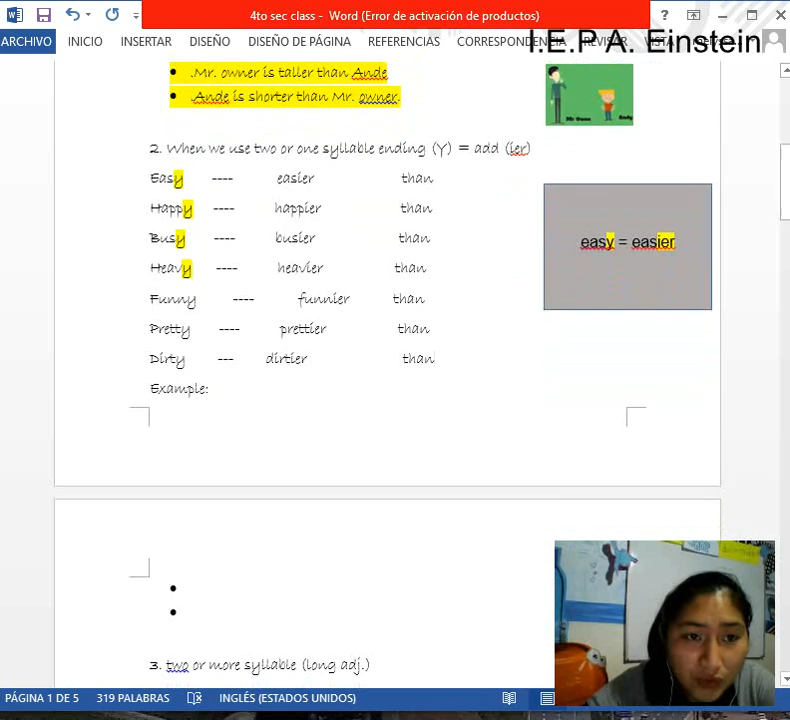 4to sec class - Word (Error de activación de productos)
ARCHIVO INICIO INSERTAR DISEÑO DISEÑO DE PÁGINA REFERENCIAS CORRESPONDENCIA REVISAR VISTA
I.E.P.A. Einstein
.Mr. owner is taller than Ande
.Ande is shorter than Mr. owner.
2. When we use two or one syllable ending (Y) = add (ier)
Easy ---- easier than
Happy ---- happier than
Busy ---- busier than
easy = easier
Heavy ---- heavier than
Funny ---- funnier than
Pretty ---- prettier than
Dirty --- dirtier than
Example:
3. two or more syllable (long adj.)
PÁGINA 1 DE 5 319 PALABRAS INGLÉS (ESTADOS UNIDOS)